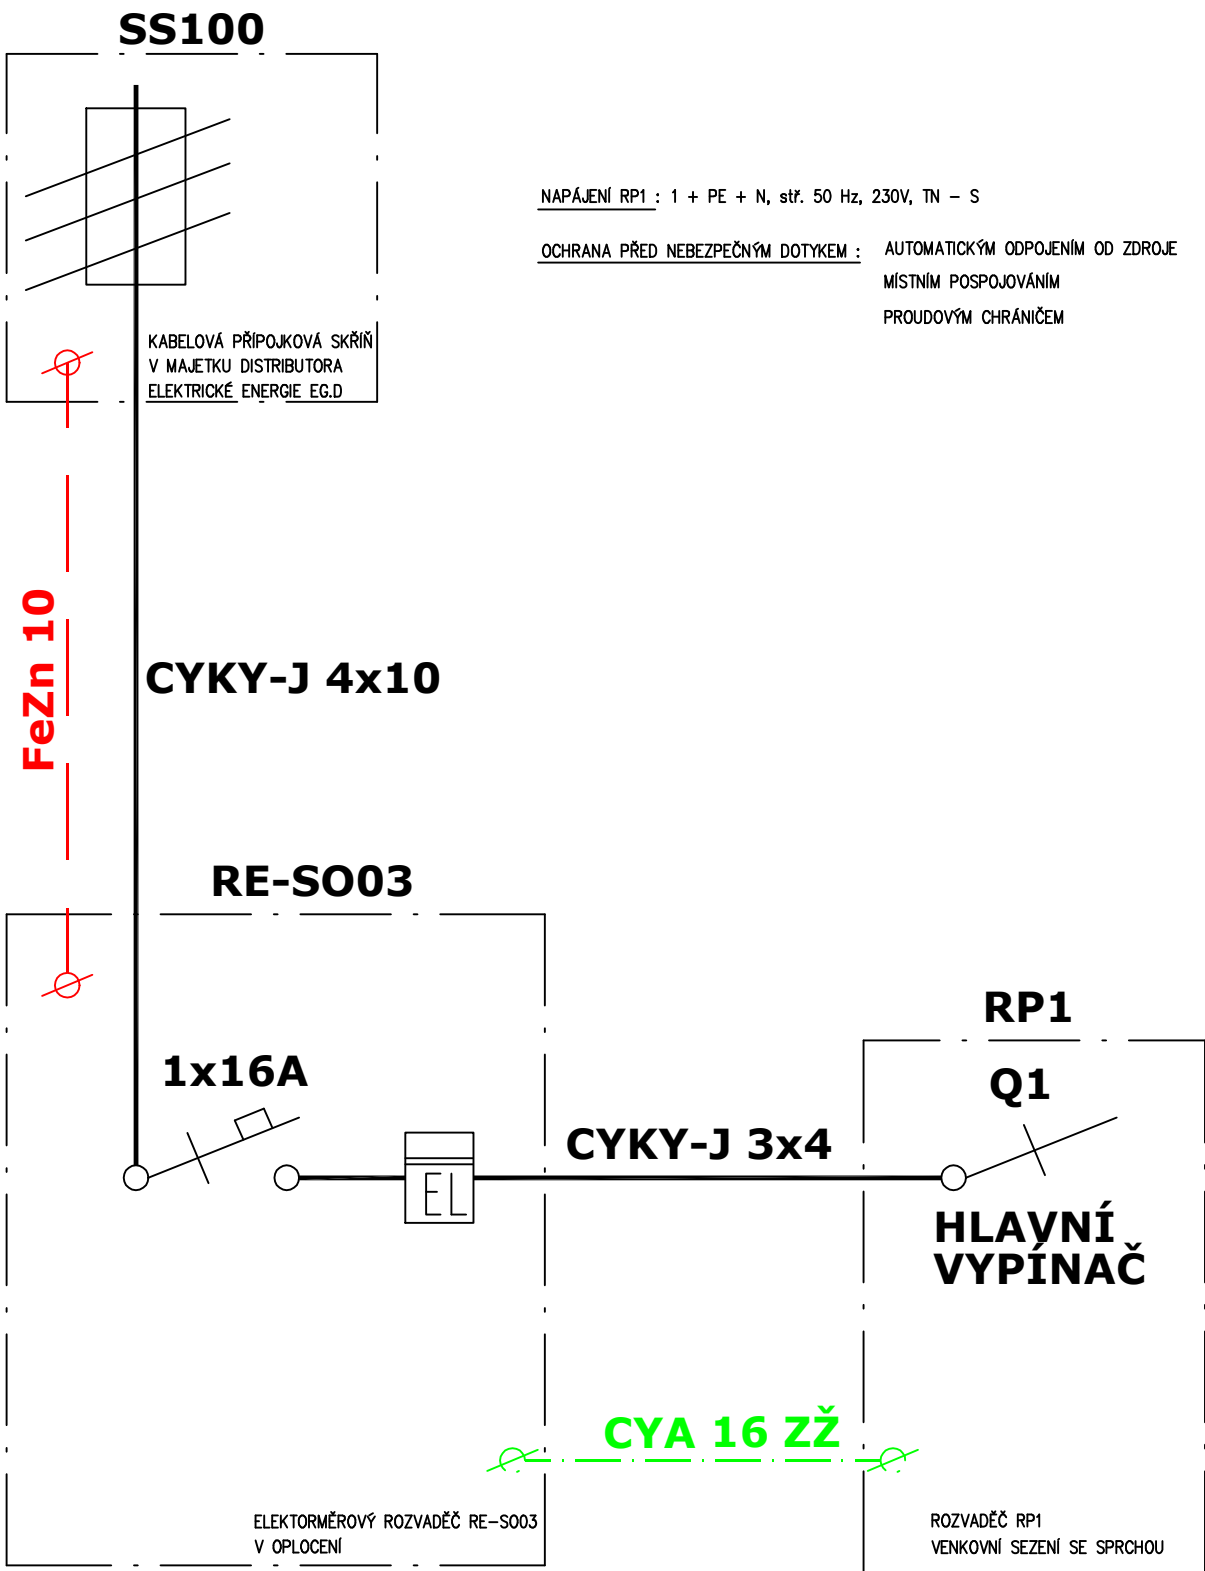 SS100
NAPÁJENÍ RP1 : 1 + PE + N, stř. 50 Hz, 230V, TN – S
OCHRANA PŘED NEBEZPEČNÝM DOTYKEM : AUTOMATICKÝM ODPOJENÍM OD ZDROJE
MÍSTNÍM POSPOJOVÁNÍM
PROUDOVÝM CHRÁNIČEM
KABELOVÁ PŘÍPOJKOVÁ SKŘÍŇ
V MAJETKU DISTRIBUTORA
ELEKTRICKÉ ENERGIE EG.D
FeZn 10
CYKY-J 4x10
RE-SO03
RP1
1x16A
Q1
CYKY-J 3x4
EL
HLAVNÍ
VYPÍNAČ
CYA 16 ZŽ
ELEKTORMĚROVÝ ROZVADĚČ RE–SO03
V OPLOCENÍ
ROZVADĚČ RP1
VENKOVNÍ SEZENÍ SE SPRCHOU